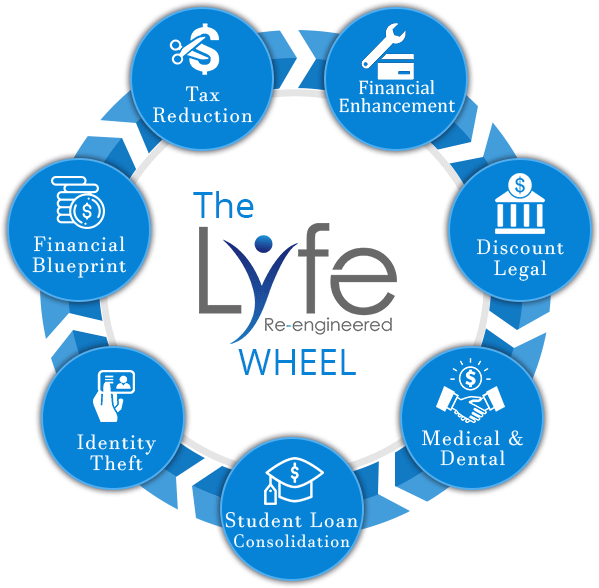 The
Lyfe
Re-engineered
WHEEL
Tax
Reduction
Financial
Enhancement
Discount
Legal
Medical &
Dental
Student Loan
Consolidation
Identity
Theft
Financial
Blueprint